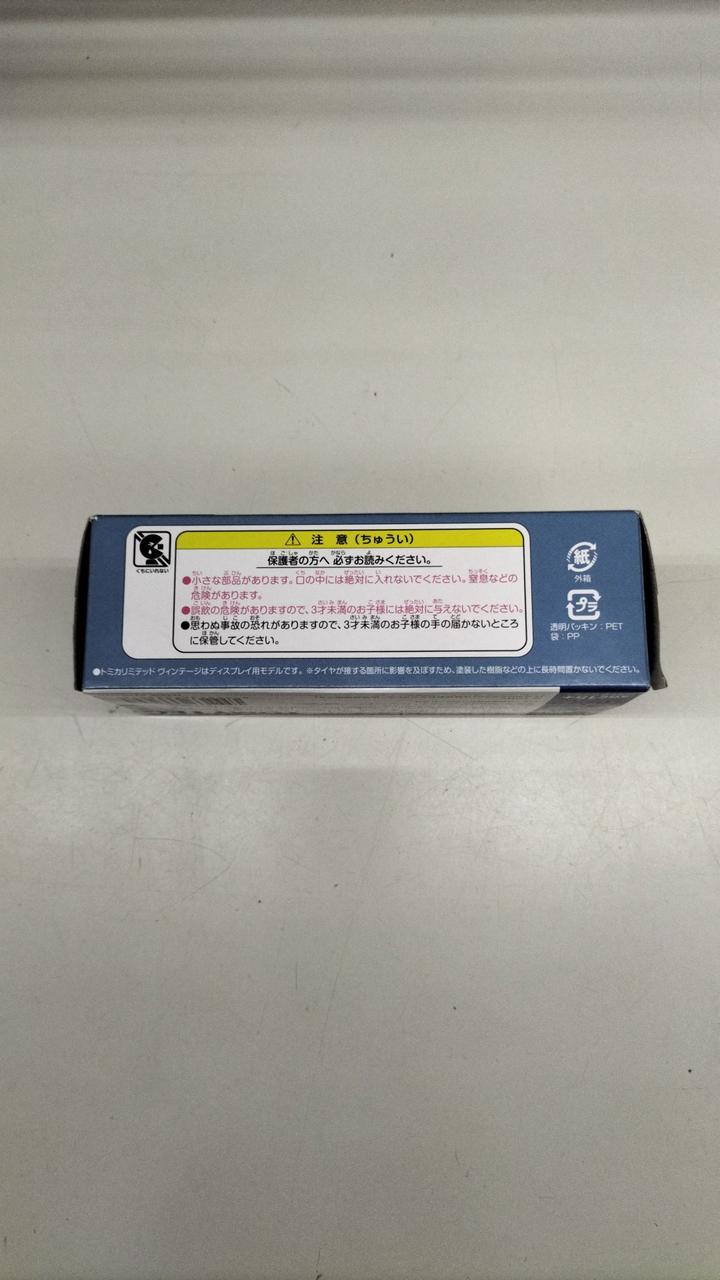 注 意(ちゅうい)
保護者の方へ 必ずお読みください。
くちにいれない
●小さな部品があります。口の中には絶対に入れないでください。窒息などの
危険があります。
●誤飲の危険がありますので、3才未満のお子様には絶対に与えないでください。
●思わぬ事故の恐れがありますので、3才未満のお子様の手の届かないところ
に保管してください。
紙
外箱
プラ
透明パッキン:PET
袋:PP
●トミカリミテッド ヴィンテージはディスプレイ用モデルです。※タイヤが接する箇所に影響を及ぼすため、塗装した樹脂などの上に長時間置かないでください。